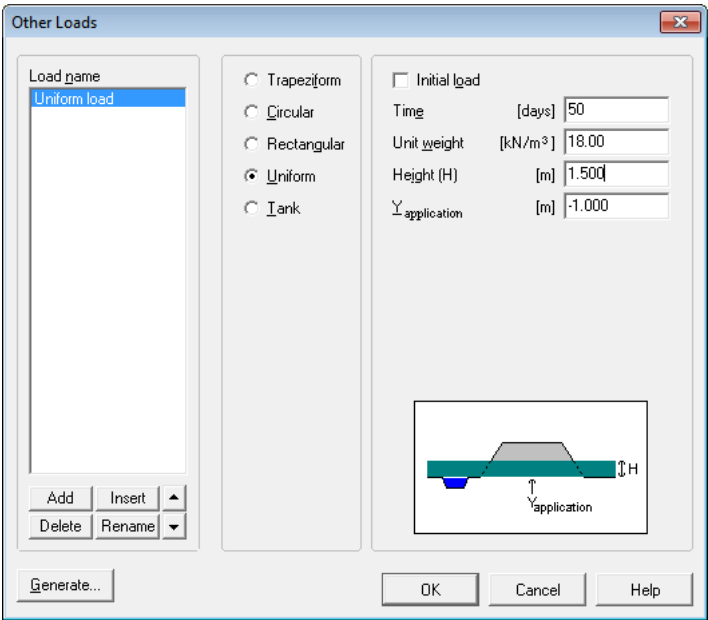 Other Loads
Load name
Uniform load
Add
Insert
Delete
Rename
Generate...
Trapeziform
Circular
Rectangular
Uniform
Tank
Initial load
Time [days] 50
Unit weight [kN/m³] 18.00
Height (H) [m] 1.500
Yapplication [m] -1.000
H
Yapplication
OK
Cancel
Help